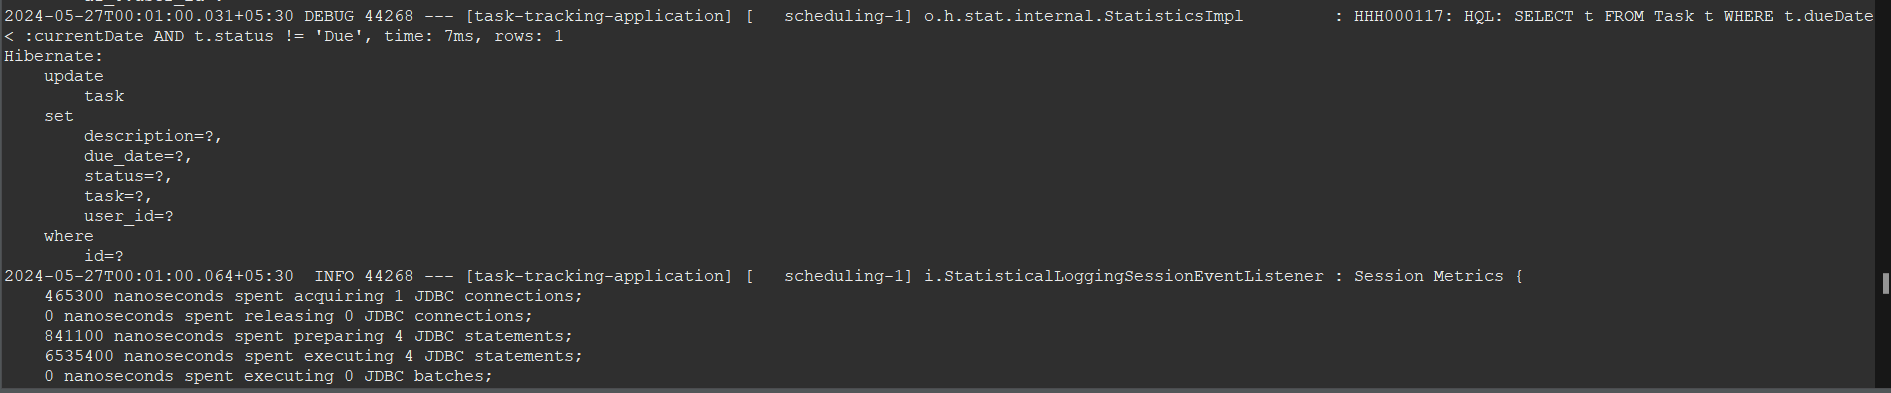 2024-05-27T00:01:00.031+05:30 DEBUG 44268 --- [task-tracking-application] [   scheduling-1] o.h.stat.internal.StatisticsImpl         : HHH000117: HQL: SELECT t FROM Task t WHERE t.dueDate
< :currentDate AND t.status != 'Due', time: 7ms, rows: 1
Hibernate:
    update
        task
    set
        description=?,
        due_date=?,
        status=?,
        task=?,
        user_id=?
    where
        id=?
2024-05-27T00:01:00.064+05:30  INFO 44268 --- [task-tracking-application] [   scheduling-1] i.StatisticalLoggingSessionEventListener : Session Metrics {
    465300 nanoseconds spent acquiring 1 JDBC connections;
    0 nanoseconds spent releasing 0 JDBC connections;
    841100 nanoseconds spent preparing 4 JDBC statements;
    6535400 nanoseconds spent executing 4 JDBC statements;
    0 nanoseconds spent executing 0 JDBC batches;